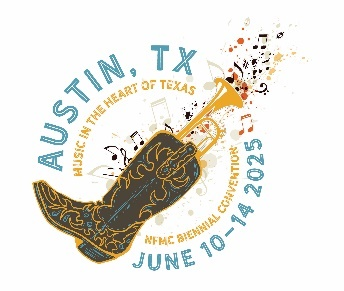 AUSTIN, TX
MUSIC IN THE HEART OF TEXAS
NFMC BIENNIAL CONVENTION
JUNE 10-14 2025